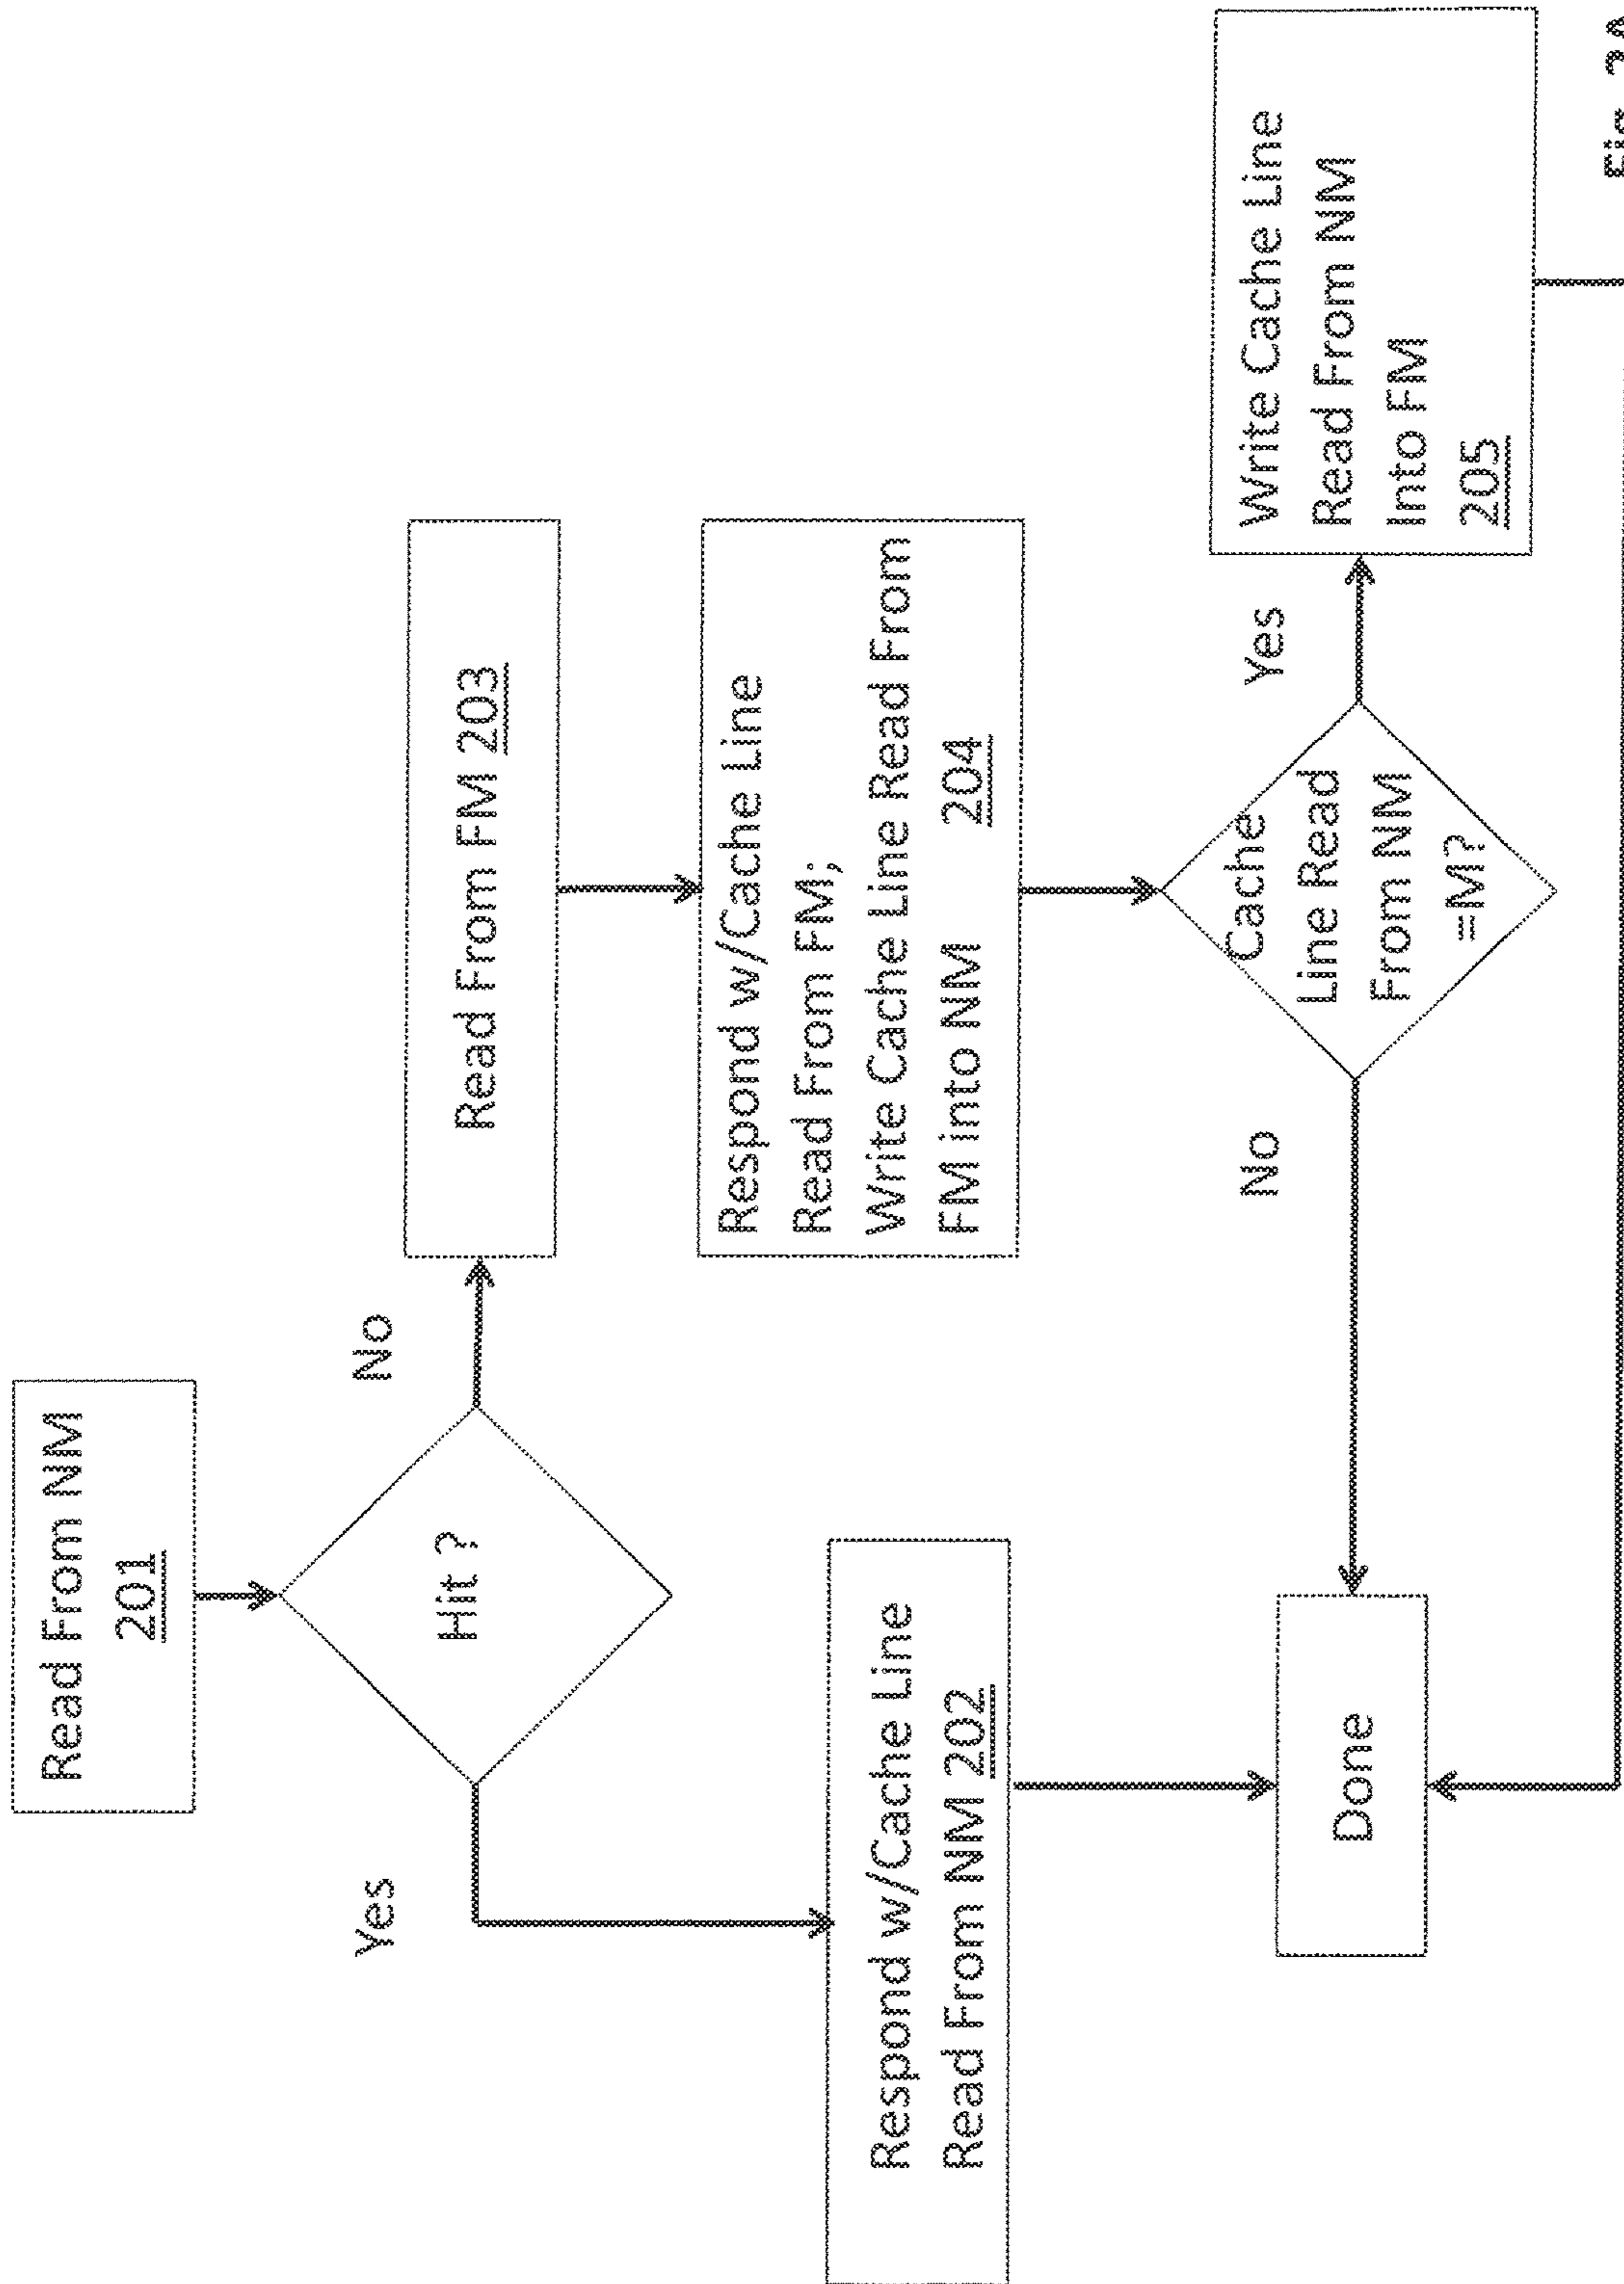 Read From NM
201
Hit ?
No
Yes
Read From FM 203
Respond w/Cache Line
Read From FM;
Write Cache Line Read From
FM into NM 204
Respond w/Cache Line
Read From NM 202
Cache
Line Read
From NM
=M?
No
Yes
Write Cache Line
Read From NM
Into FM
205
Done